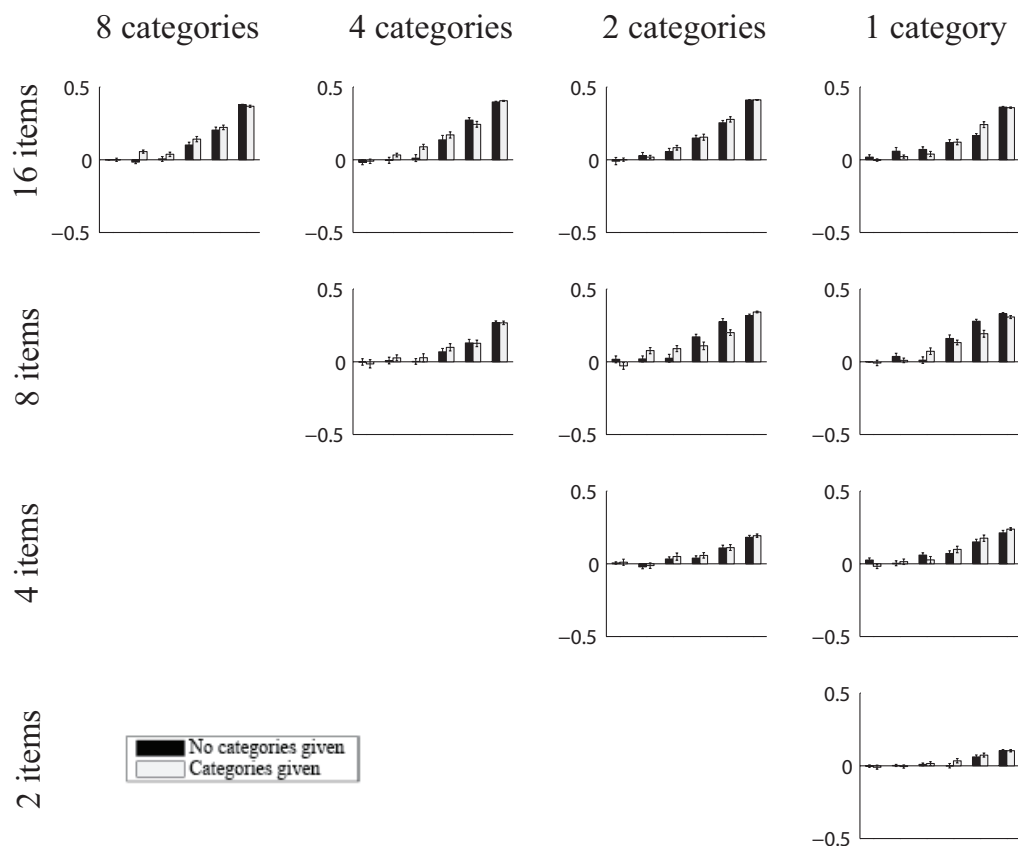 8 categories 4 categories 2 categories 1 category
16 items
0.5 0.5 0.5 0.5
0 0 0 0
−0.5 −0.5 −0.5 −0.5
8 items
0.5 0.5 0.5
0 0 0
−0.5 −0.5 −0.5
4 items
0.5 0.5
0 0
−0.5 −0.5
2 items
0.5
0
−0.5
No categories given
Categories given